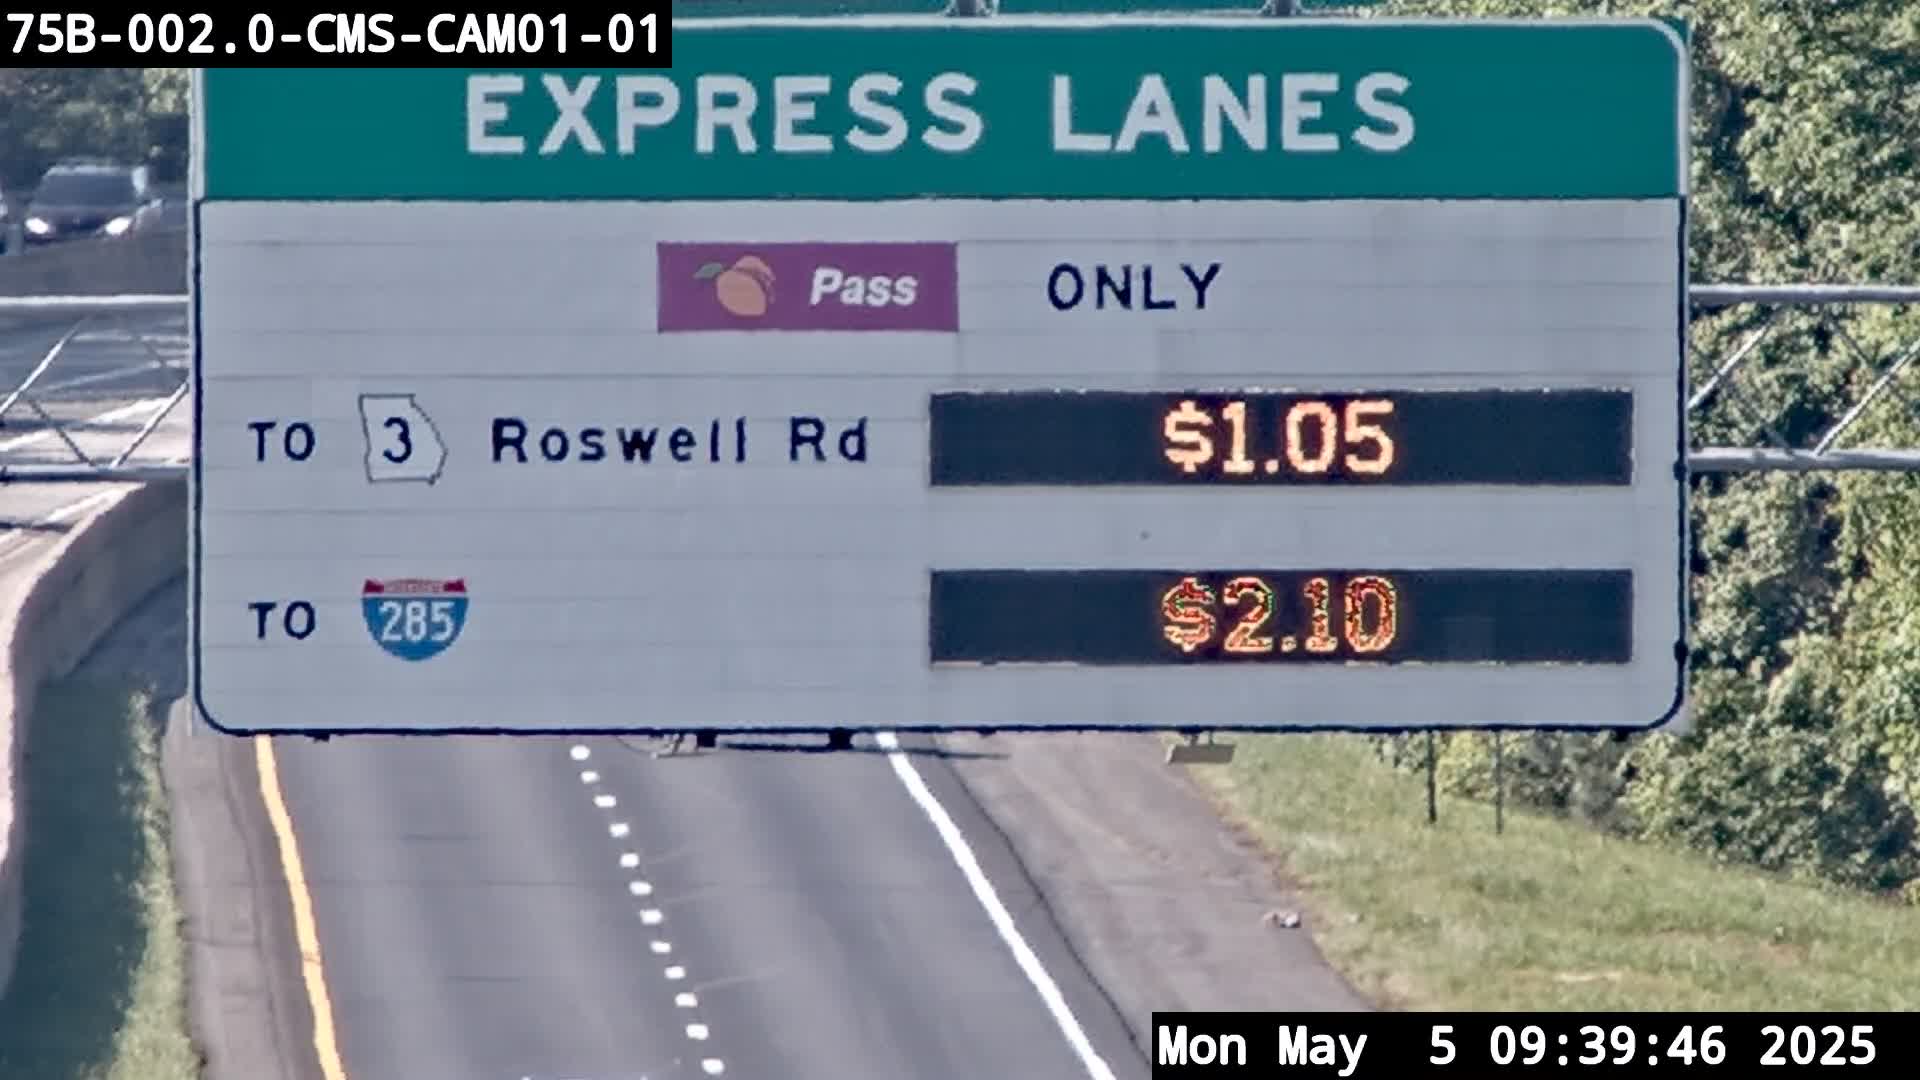 75B-002.0-CMS-CAM01-01
EXPRESS LANES
Pass ONLY
TO 3 Roswell Rd $1.05
TO 285 $2.10
Mon May 5 09:39:46 2025